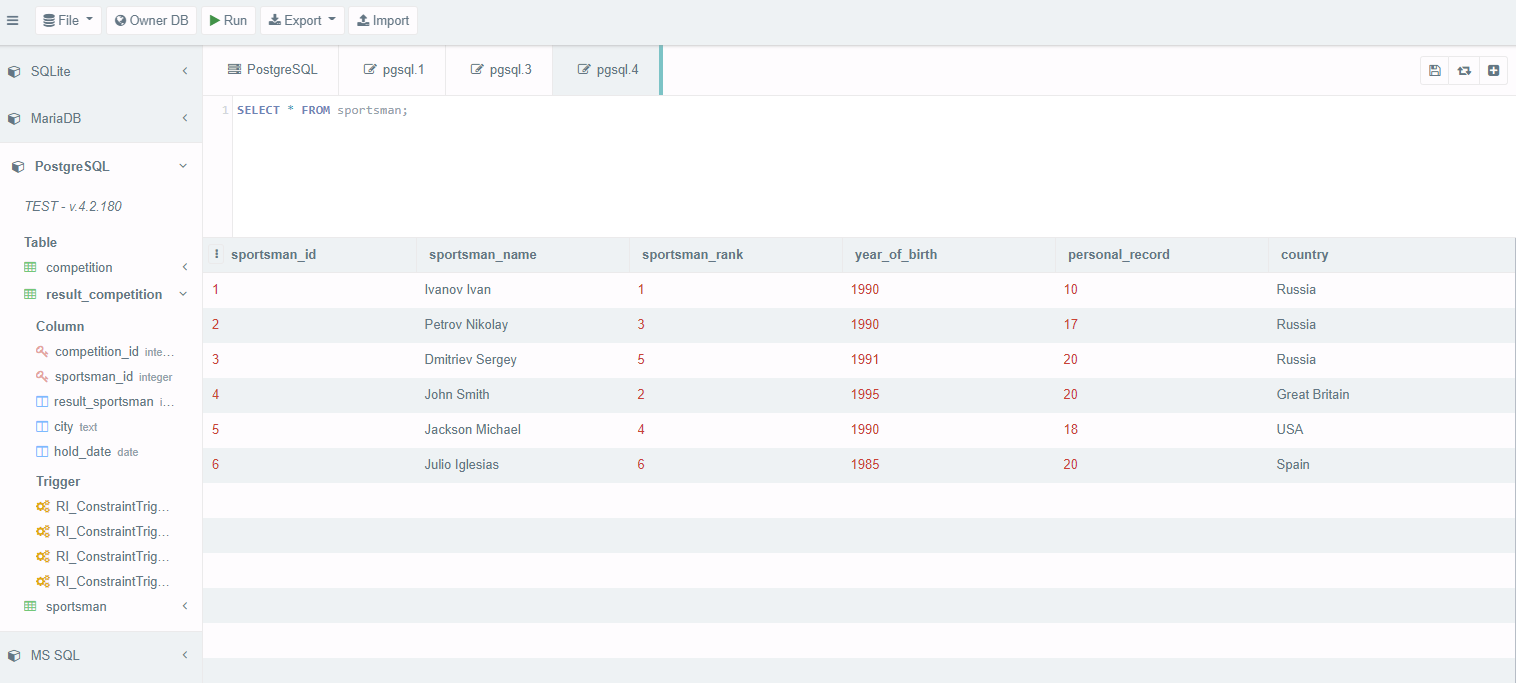 File Owner DB Run Export Import
SQLite
MariaDB
PostgreSQL
TEST - v.4.2.180
Table
competition
result_competition
Column
competition_id inte...
sportsman_id integer
result_sportsman i...
city text
hold_date date
Trigger
RI_ConstraintTrig...
RI_ConstraintTrig...
RI_ConstraintTrig...
RI_ConstraintTrig...
sportsman
MS SQL
PostgreSQL pgsql.1 pgsql.3 pgsql.4
1 SELECT * FROM sportsman;
sportsman_id sportsman_name sportsman_rank year_of_birth personal_record country
1 Ivanov Ivan 1 1990 10 Russia
2 Petrov Nikolay 3 1990 17 Russia
3 Dmitriev Sergey 5 1991 20 Russia
4 John Smith 2 1995 20 Great Britain
5 Jackson Michael 4 1990 18 USA
6 Julio Iglesias 6 1985 20 Spain